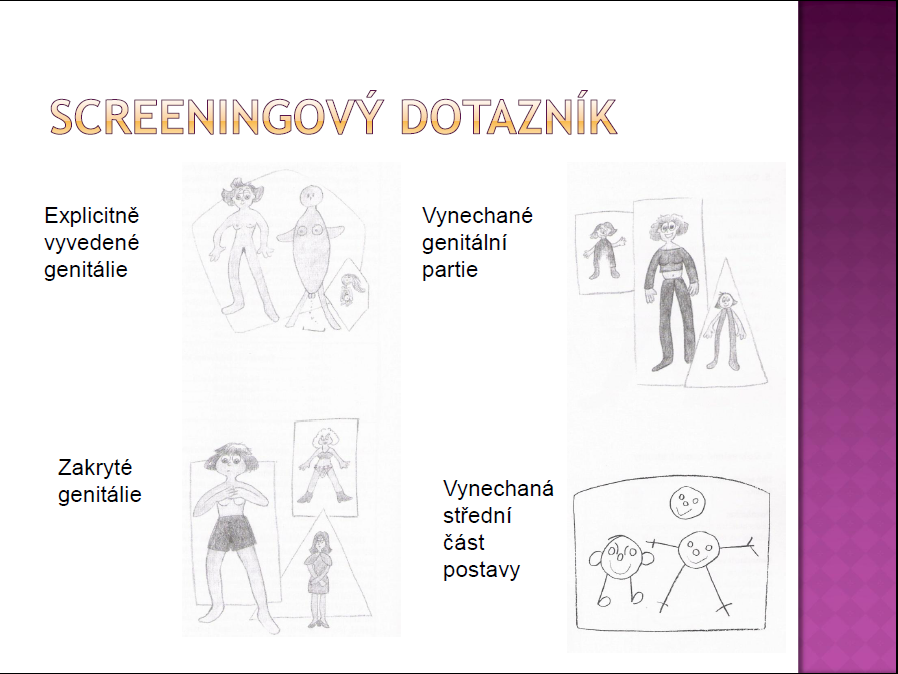 SCREENINGOVÝ DOTAZNÍK
Explicitně
vyvedené
genitálie
Vynechané
genitální
partie
Zakryté
genitálie
Vynechaná
střední
část
postavy